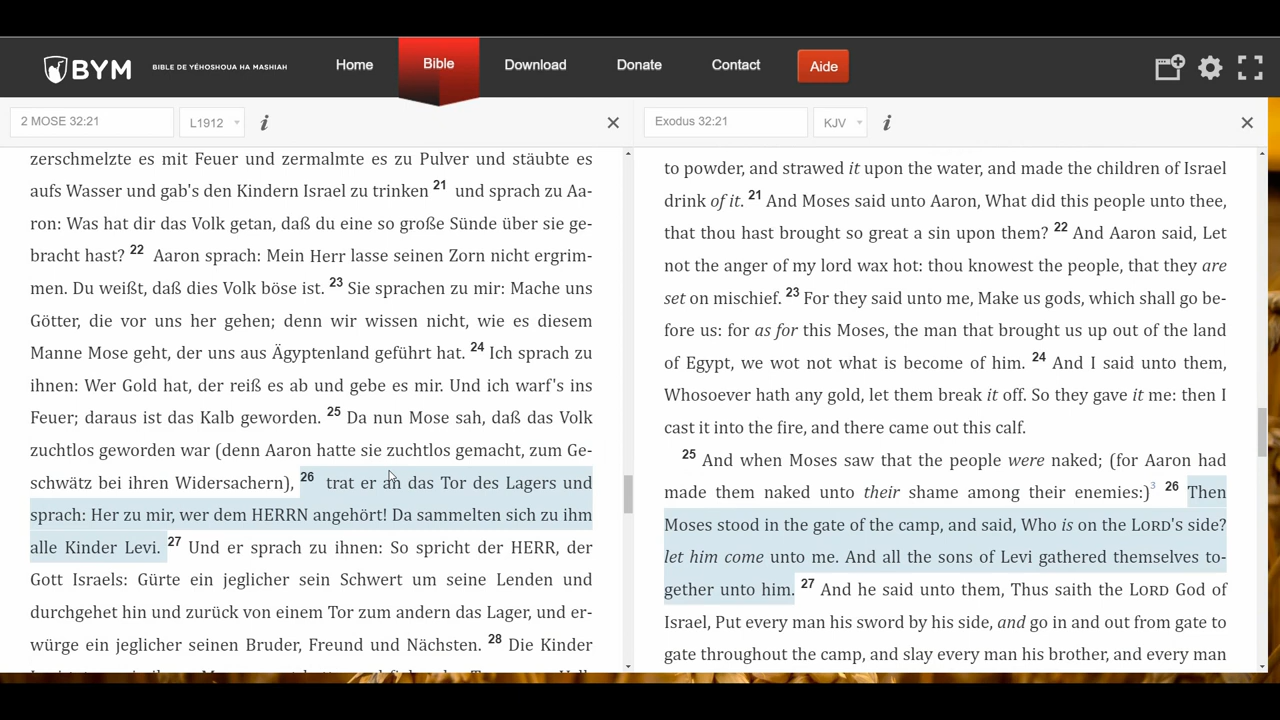 BYM
BIBLE DE YÉHOSHOUA HA MASHIAH
Home
Bible
Download
Donate
Contact
Aide
2 MOSE 32:21
L1912
i
zerschmelzte es mit Feuer und zermalmte es zu Pulver und stäubte es
aufs Wasser und gab's den Kindern Israel zu trinken 21 und sprach zu Aa-
ron: Was hat dir das Volk getan, daß du eine so große Sünde über sie ge-
bracht hast? 22 Aaron sprach: Mein Herr lasse seinen Zorn nicht ergrim-
men. Du weißt, daß dies Volk böse ist. 23 Sie sprachen zu mir: Mache uns
Götter, die vor uns her gehen; denn wir wissen nicht, wie es diesem
Manne Mose geht, der uns aus Ägyptenland geführt hat. 24 Ich sprach zu
ihnen: Wer Gold hat, der reiß es ab und gebe es mir. Und ich warf's ins
Feuer; daraus ist das Kalb geworden. 25 Da nun Mose sah, daß das Volk
zuchtlos geworden war (denn Aaron hatte sie zuchtlos gemacht, zum Ge-
schwätz bei ihren Widersachern), 26 trat er an das Tor des Lagers und
sprach: Her zu mir, wer dem HERRN angehört! Da sammelten sich zu ihm
alle Kinder Levi. 27 Und er sprach zu ihnen: So spricht der HERR, der
Gott Israels: Gürte ein jeglicher sein Schwert um seine Lenden und
durchgehet hin und zurück von einem Tor zum andern das Lager, und er-
würge ein jeglicher seinen Bruder, Freund und Nächsten. 28 Die Kinder
Exodus 32:21
KJV
i
to powder, and strawed it upon the water, and made the children of Israel
drink of it. 21 And Moses said unto Aaron, What did this people unto thee,
that thou hast brought so great a sin upon them? 22 And Aaron said, Let
not the anger of my lord wax hot: thou knowest the people, that they are
set on mischief. 23 For they said unto me, Make us gods, which shall go be-
fore us: for as for this Moses, the man that brought us up out of the land
of Egypt, we wot not what is become of him. 24 And I said unto them,
Whosoever hath any gold, let them break it off. So they gave it me: then I
cast it into the fire, and there came out this calf.
25 And when Moses saw that the people were naked; (for Aaron had
made them naked unto their shame among their enemies:)3 26 Then
Moses stood in the gate of the camp, and said, Who is on the LORD's side?
let him come unto me. And all the sons of Levi gathered themselves to-
gether unto him. 27 And he said unto them, Thus saith the LORD God of
Israel, Put every man his sword by his side, and go in and out from gate to
gate throughout the camp, and slay every man his brother, and every man